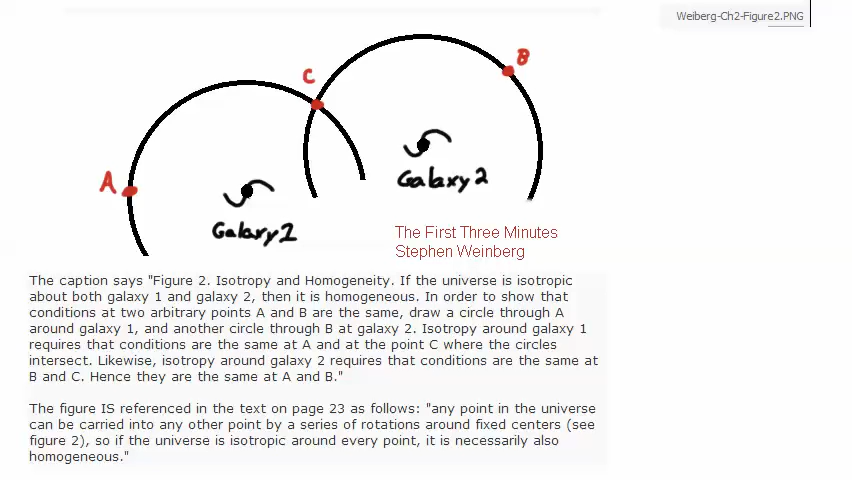 Weiberg-Ch2-Figure2.PNG
B
C
A
Galaxy 2
Galaxy 1
The First Three Minutes
Stephen Weinberg
The caption says "Figure 2. Isotropy and Homogeneity. If the universe is isotropic
about both galaxy 1 and galaxy 2, then it is homogeneous. In order to show that
conditions at two arbitrary points A and B are the same, draw a circle through A
around galaxy 1, and another circle through B at galaxy 2. Isotropy around galaxy 1
requires that conditions are the same at A and at the point C where the circles
intersect. Likewise, isotropy around galaxy 2 requires that conditions are the same at
B and C. Hence they are the same at A and B."
The figure IS referenced in the text on page 23 as follows: "any point in the universe
can be carried into any other point by a series of rotations around fixed centers (see
figure 2), so if the universe is isotropic around every point, it is necessarily also
homogeneous."